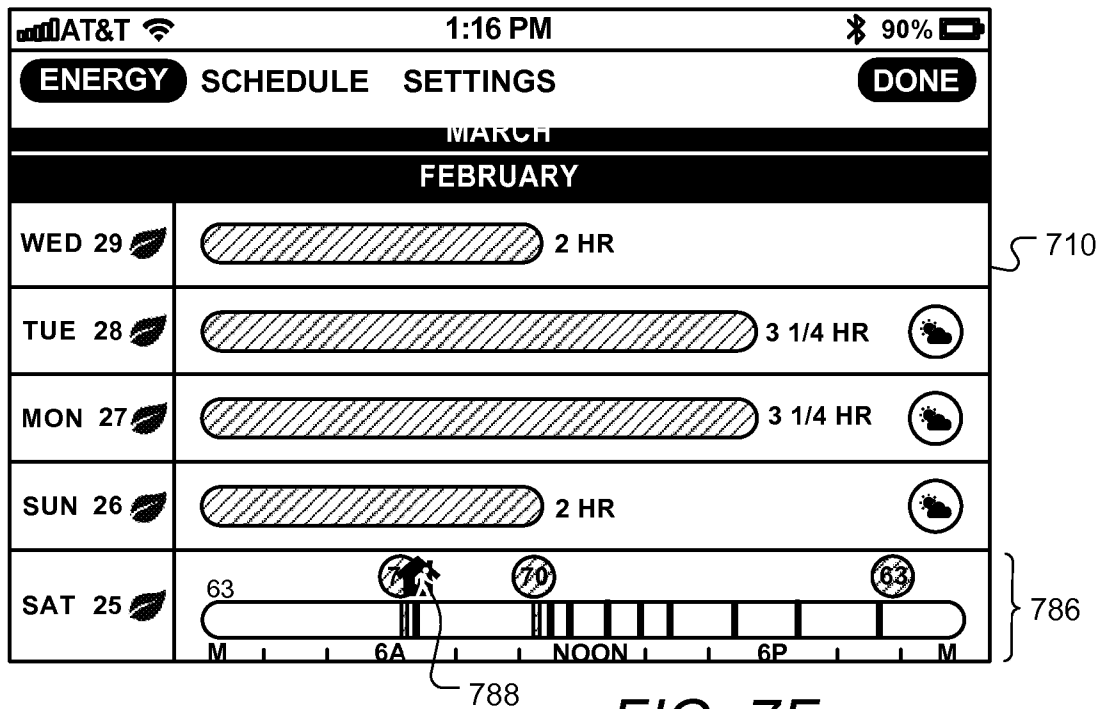 AT&T 1:16 PM 90%
ENERGY SCHEDULE SETTINGS DONE
MARCH
FEBRUARY
WED 29 2 HR
710
TUE 28 3 1/4 HR
MON 27 3 1/4 HR
SUN 26 2 HR
63 7 70 63
SAT 25 786
M 6A NOON 6P M
788